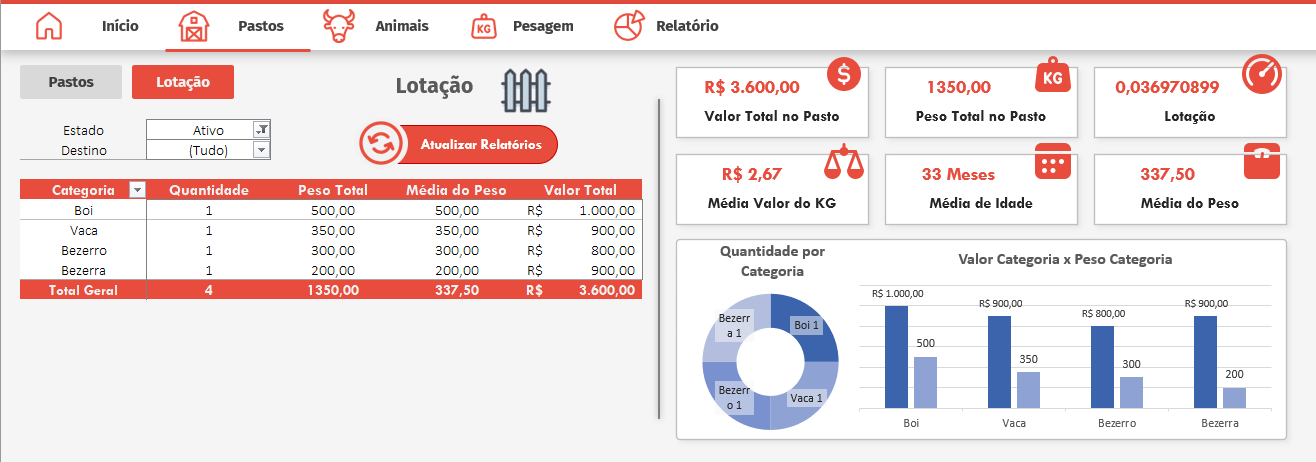 Início Pastos Animais KG Pesagem Relatório
Pastos Lotação
Lotação
Estado Ativo
Destino (Tudo)
Atualizar Relatórios
Categoria Quantidade Peso Total Média do Peso Valor Total
Boi 1 500,00 500,00 R$ 1.000,00
Vaca 1 350,00 350,00 R$ 900,00
Bezerro 1 300,00 300,00 R$ 800,00
Bezerra 1 200,00 200,00 R$ 900,00
Total Geral 4 1350,00 337,50 R$ 3.600,00
R$ 3.600,00 $
Valor Total no Pasto
1350,00 KG
Peso Total no Pasto
0,036970899
Lotação
R$ 2,67
Média Valor do KG
33 Meses
Média de Idade
337,50
Média do Peso
Quantidade por
Categoria
Bezerr
a 1
Boi 1
Bezerr
o 1
Vaca 1
Valor Categoria x Peso Categoria
R$ 1.000,00 R$ 900,00 R$ 800,00 R$ 900,00
500 350 300 200
Boi Vaca Bezerro Bezerra